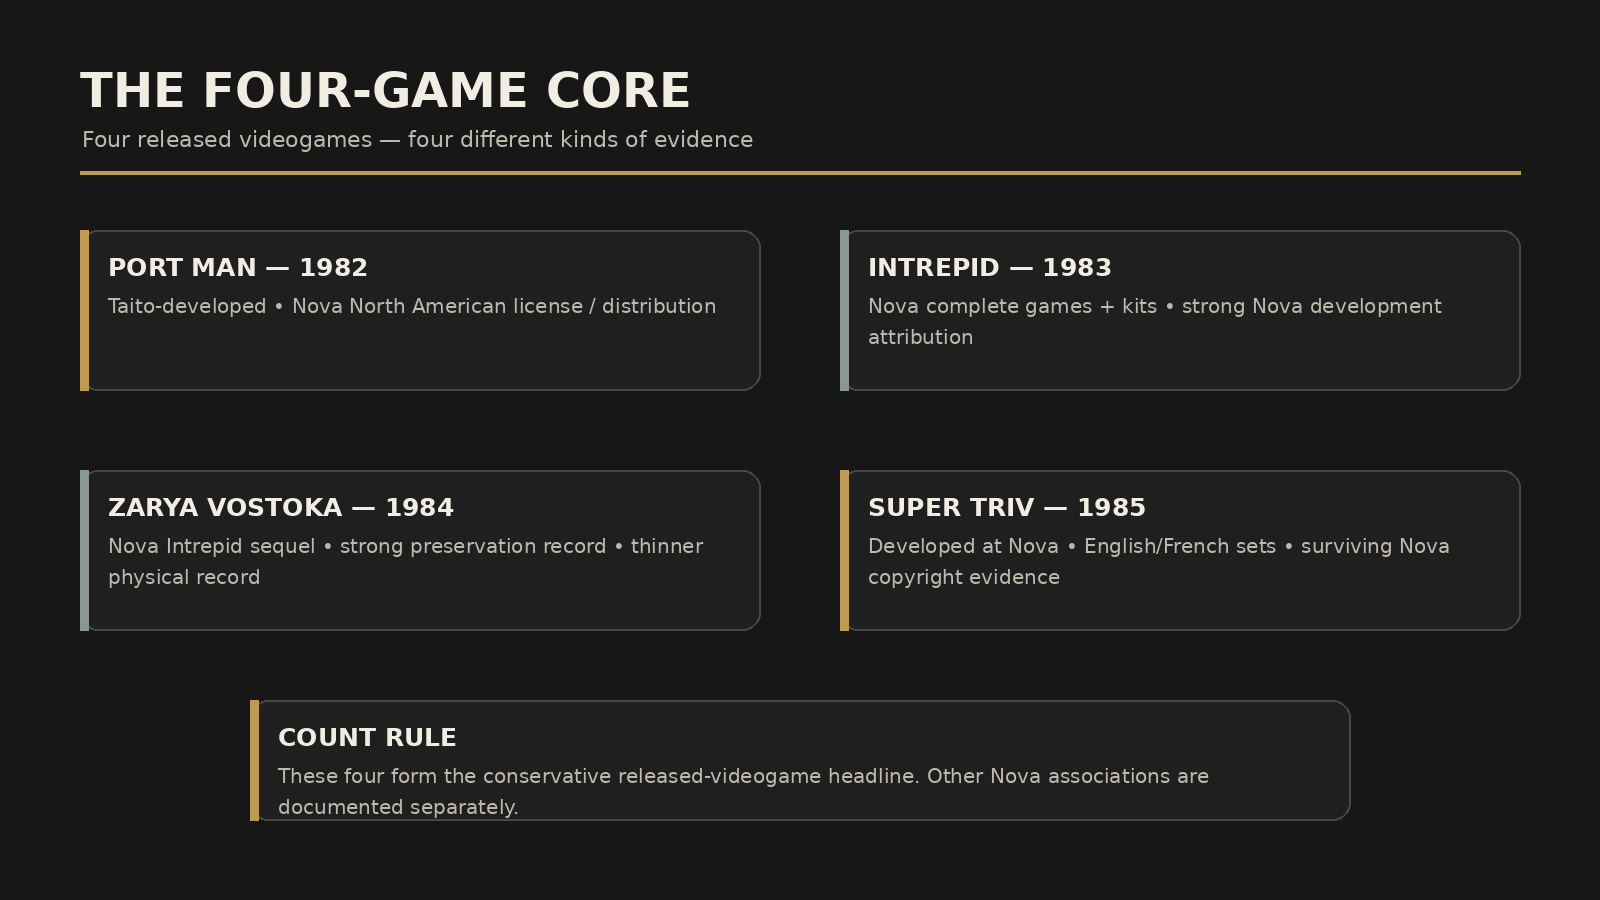 THE FOUR-GAME CORE
Four released videogames — four different kinds of evidence
PORT MAN — 1982
Taito-developed • Nova North American license / distribution
INTREPID — 1983
Nova complete games + kits • strong Nova development
attribution
ZARYA VOSTOKA — 1984
Nova Intrepid sequel • strong preservation record • thinner
physical record
SUPER TRIV — 1985
Developed at Nova • English/French sets • surviving Nova
copyright evidence
COUNT RULE
These four form the conservative released-videogame headline. Other Nova associations are
documented separately.